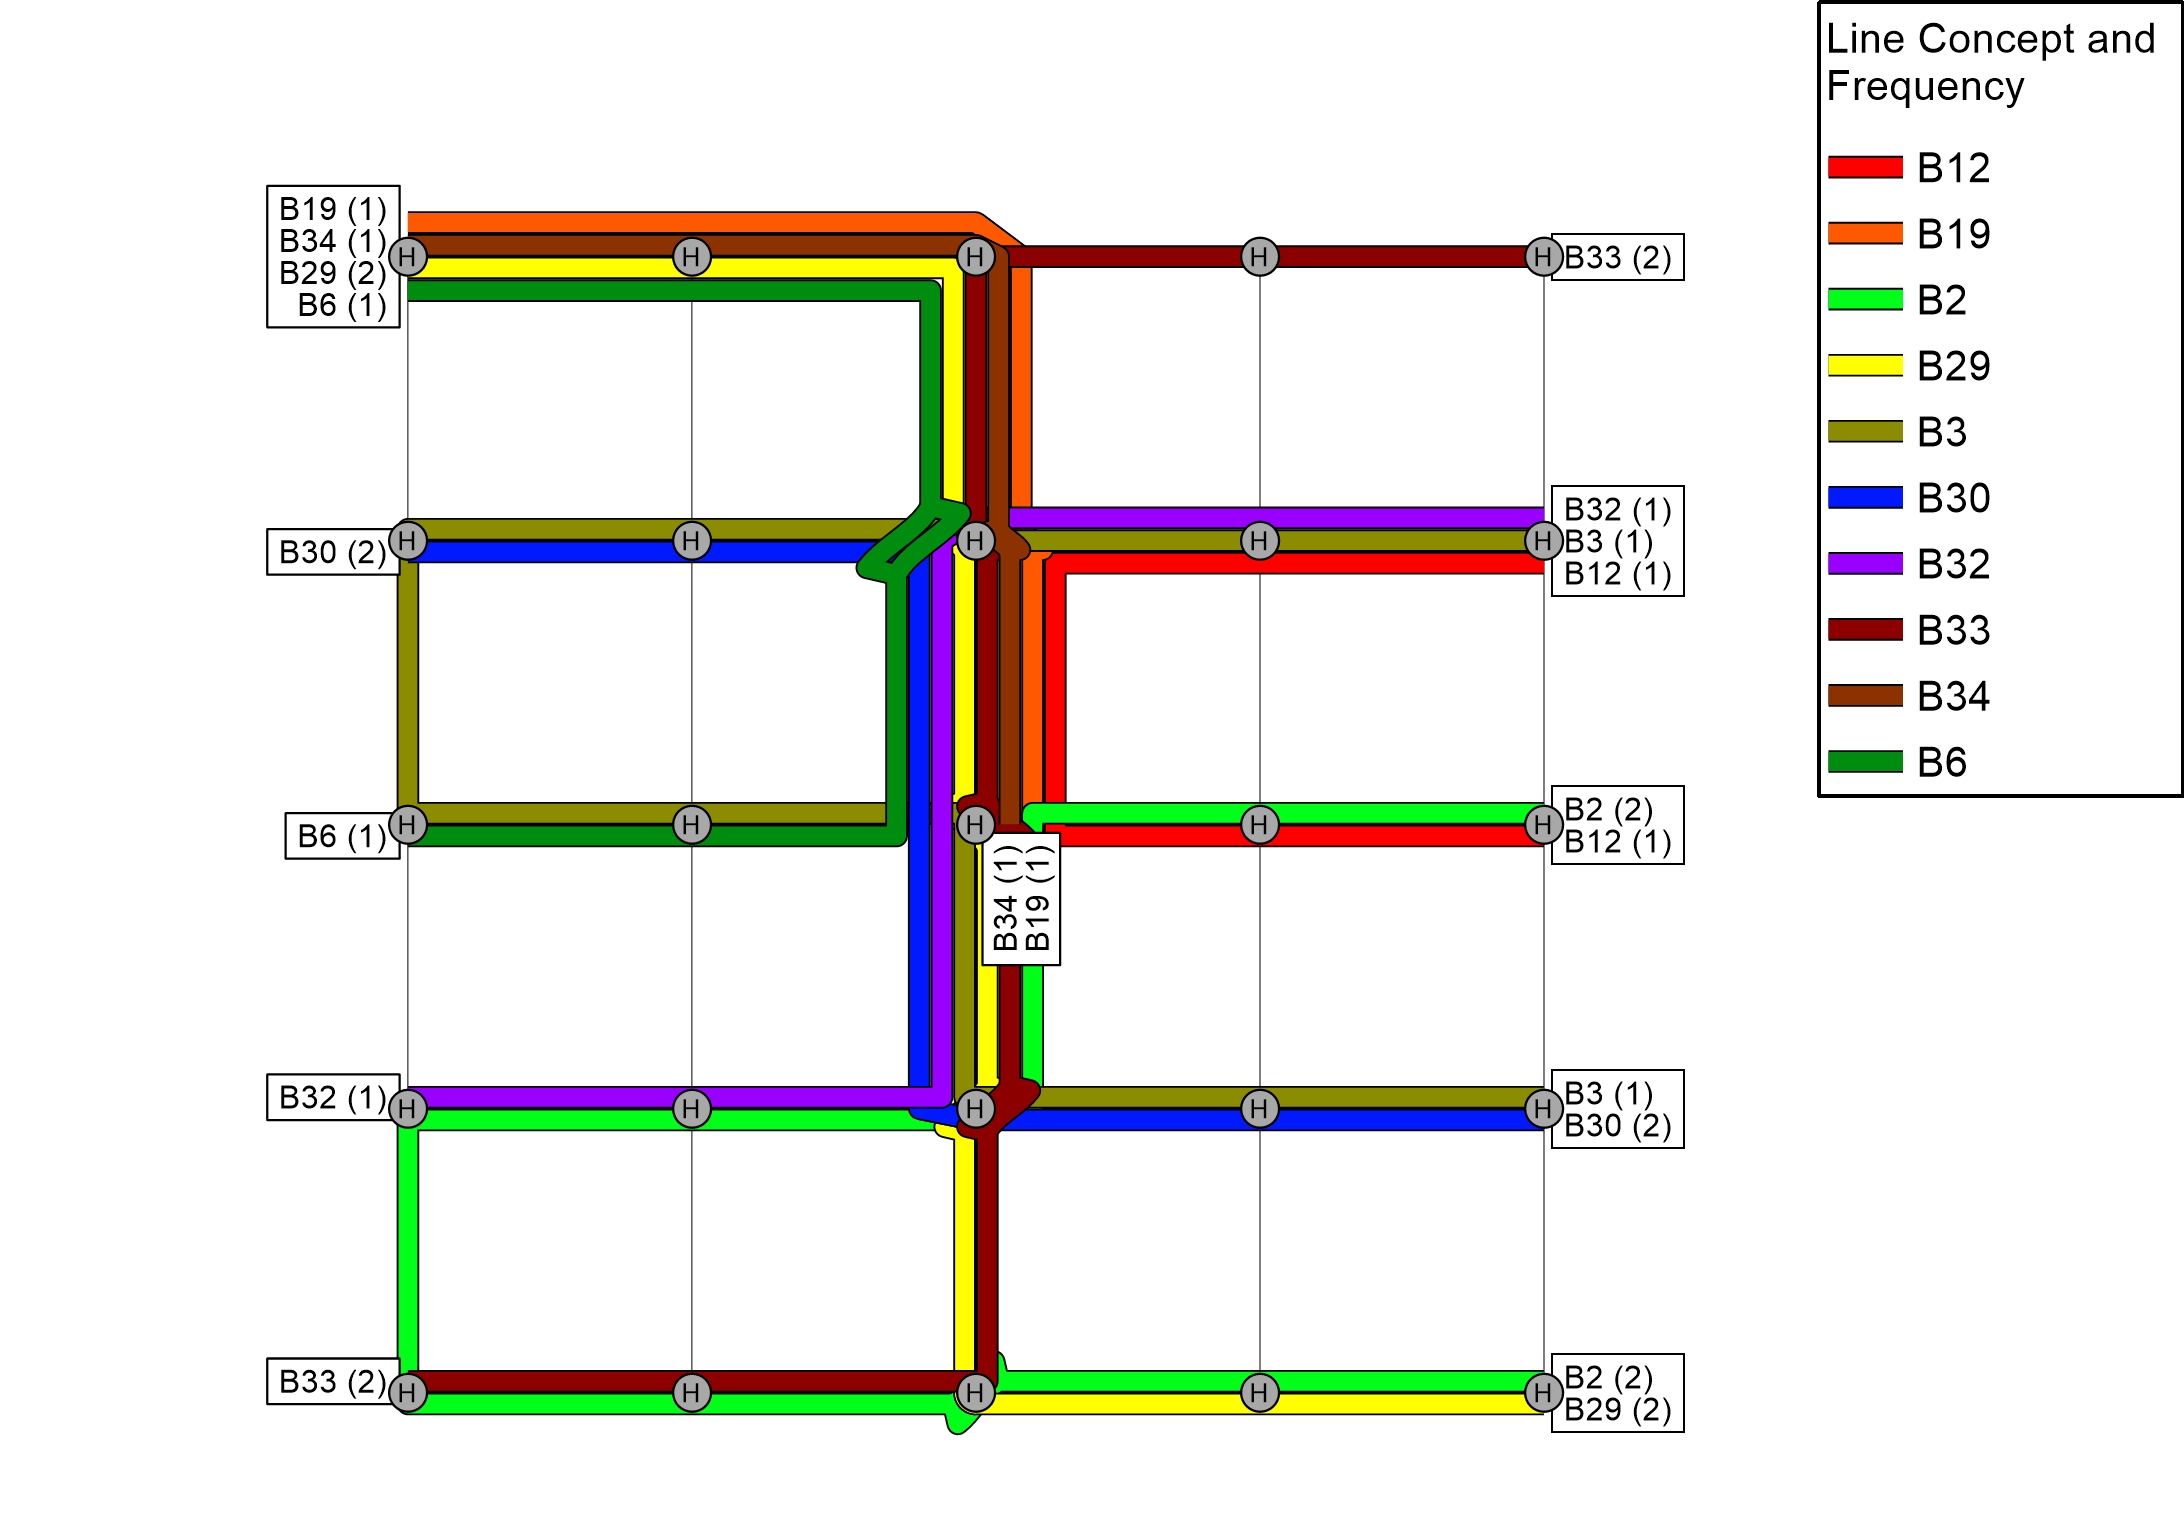 Line Concept and
Frequency
B12
B19
B2
B29
B3
B30
B32
B33
B34
B6
B19 (1)
B34 (1)
B29 (2)
B6 (1)
H
H
H
H
H
B33 (2)
B30 (2)
H
H
H
H
H
B32 (1)
B3 (1)
B12 (1)
B6 (1)
H
H
H
H
H
B2 (2)
B12 (1)
B34 (1)
B19 (1)
B32 (1)
H
H
H
H
H
B3 (1)
B30 (2)
B33 (2)
H
H
H
H
H
B2 (2)
B29 (2)